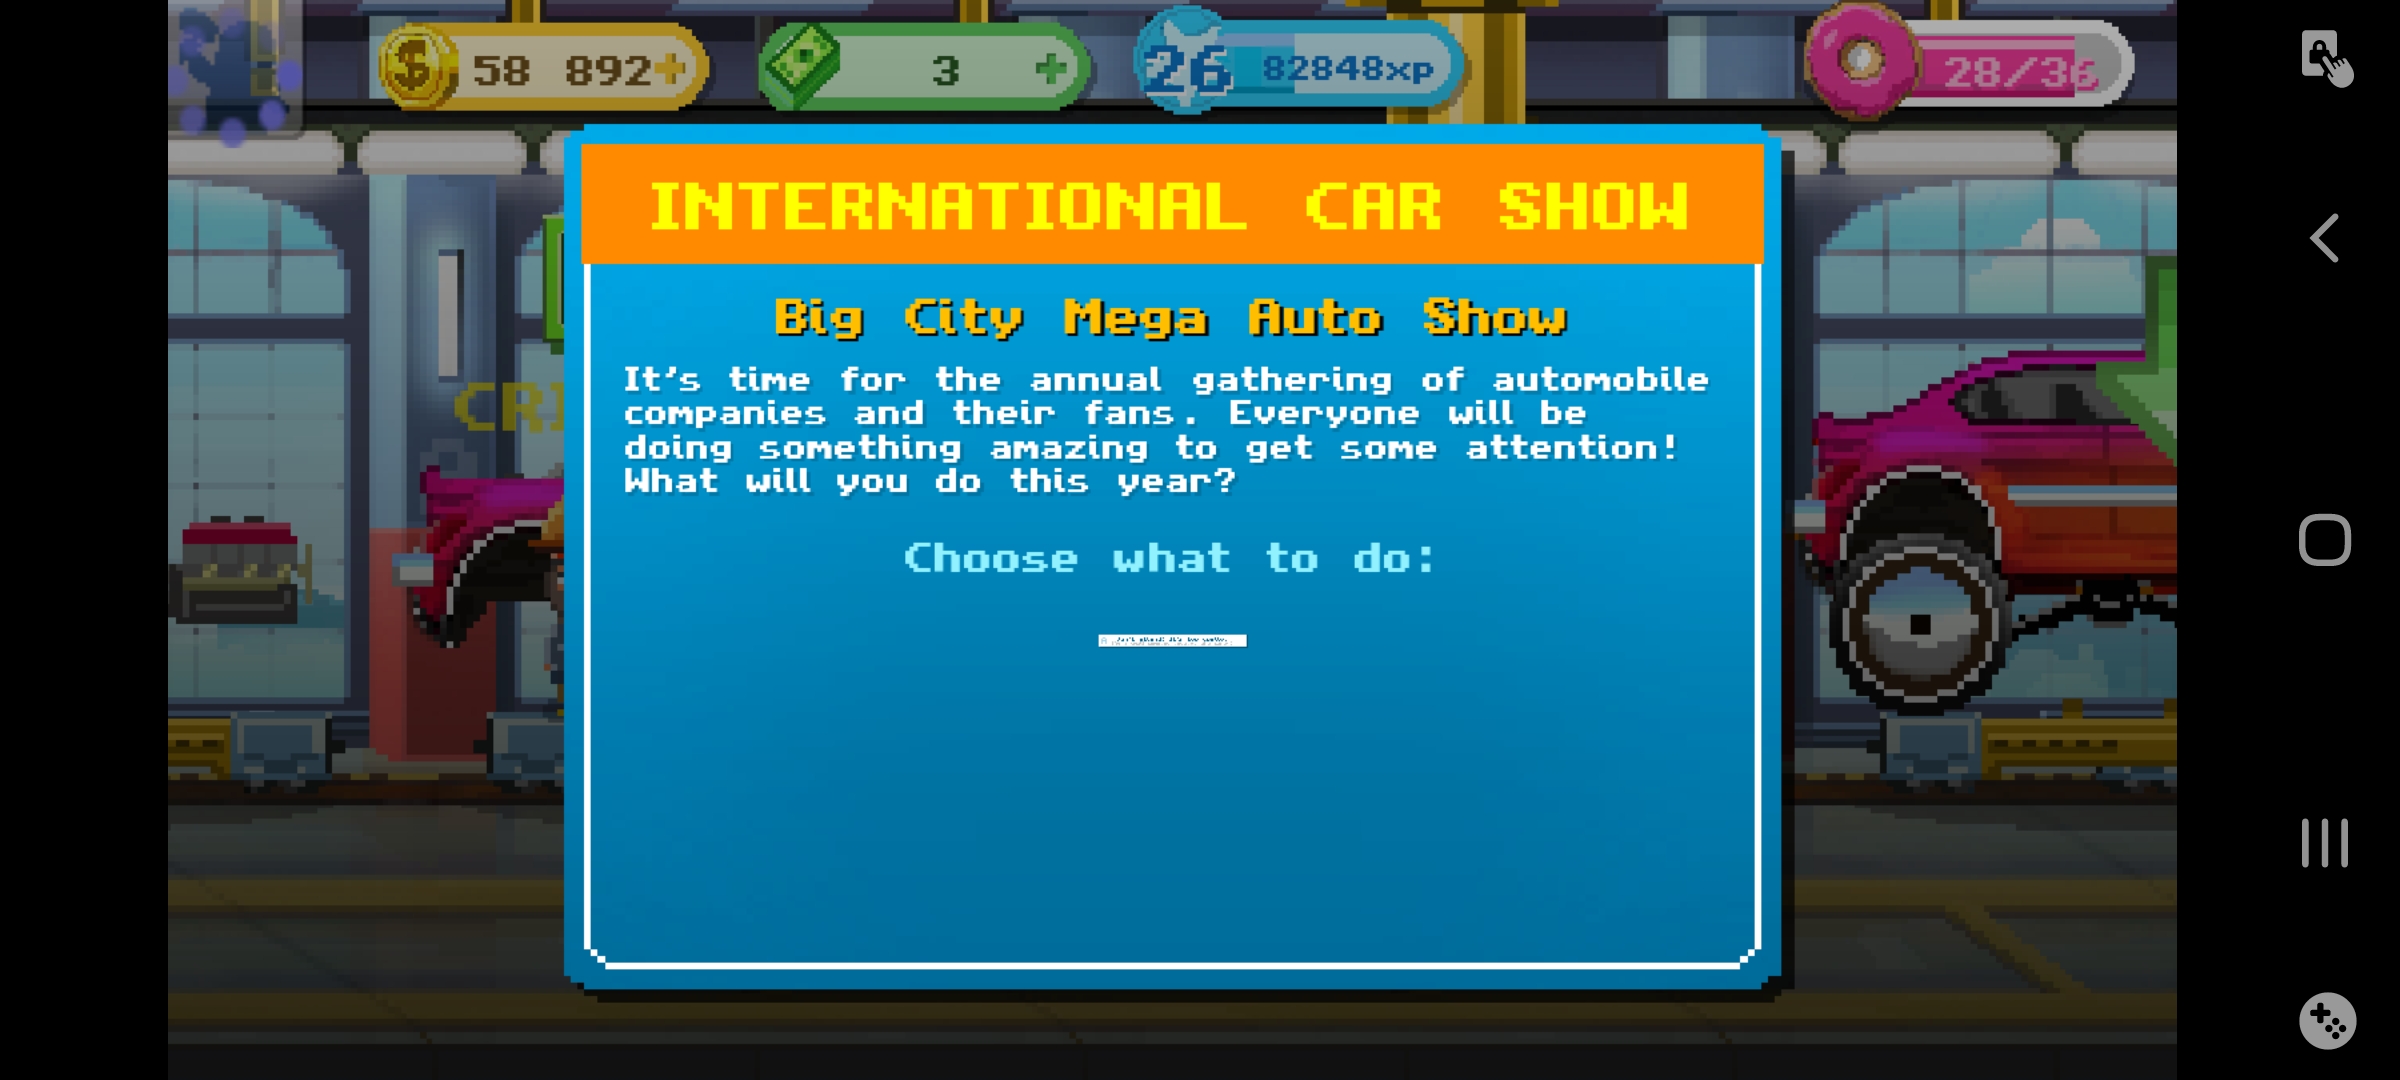 58 892+
3 +
26 82848xp
28/36
INTERNATIONAL CAR SHOW
Big City Mega Auto Show
It's time for the annual gathering of automobile
companies and their fans. Everyone will be
doing something amazing to get some attention!
What will you do this year?
CRI
Choose what to do: